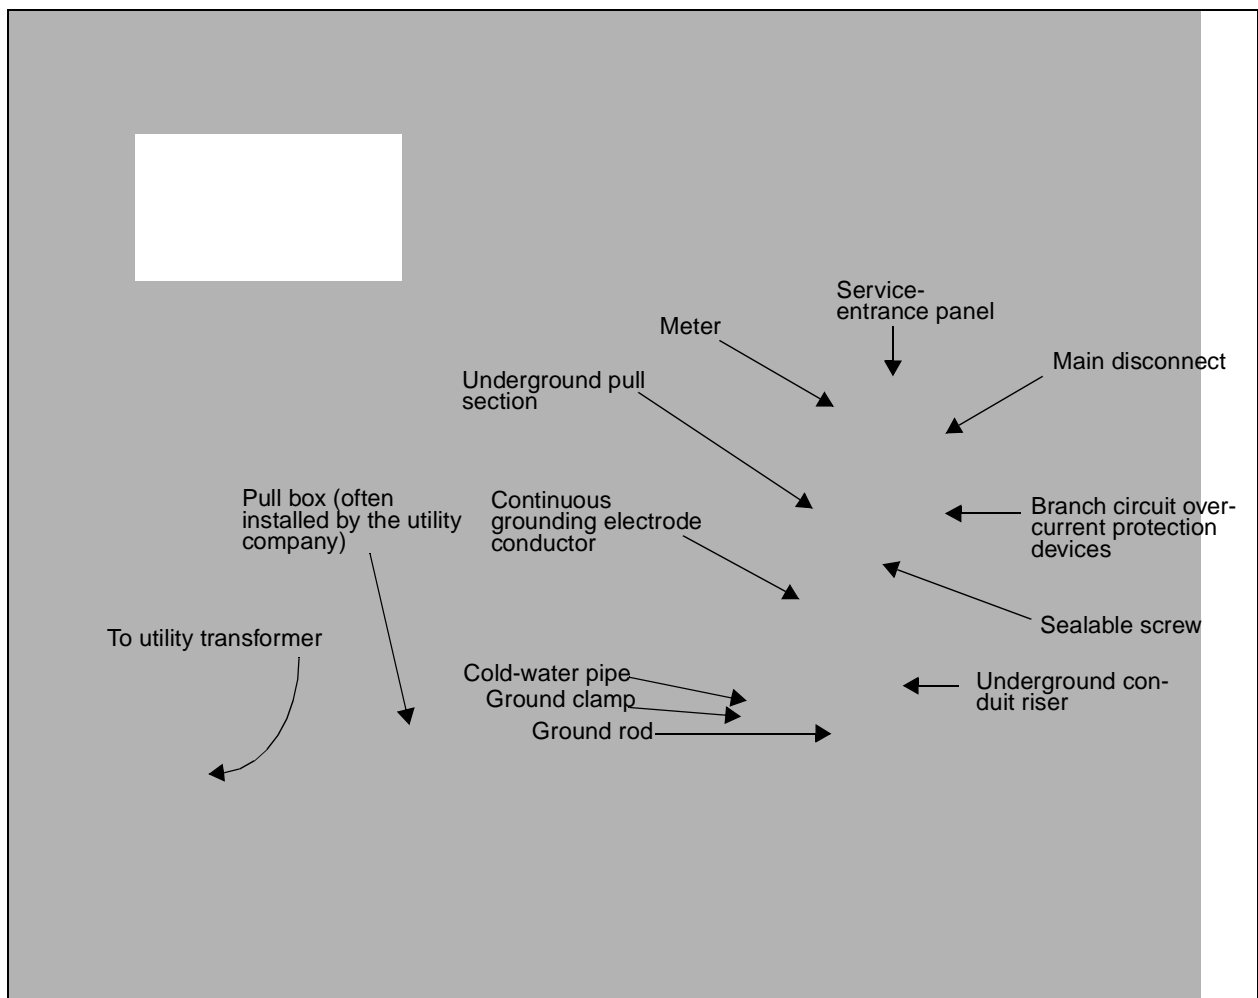 Service-
entrance panel
Meter
Main disconnect
Underground pull
section
Pull box (often
installed by the utility
company)
Continuous
grounding electrode
conductor
Branch circuit over-
current protection
devices
To utility transformer
Sealable screw
Cold-water pipe
Ground clamp
Ground rod
Underground con-
duit riser